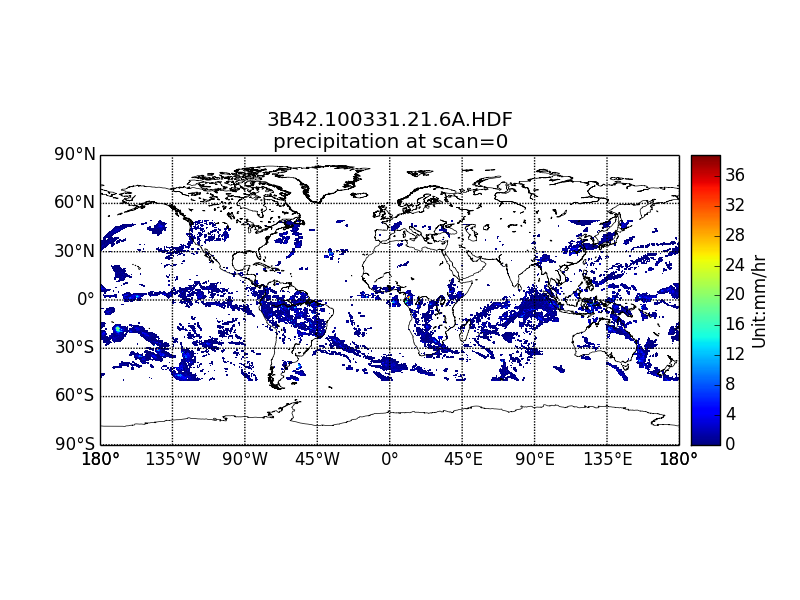 3B42.100331.21.6A.HDF
precipitation at scan=0
90°N
60°N
30°N
0°
30°S
60°S
90°S
180° 135°W 90°W 45°W 0° 45°E 90°E 135°E 180°
36
32
28
24
20
16
12
8
4
0
Unit:mm/hr